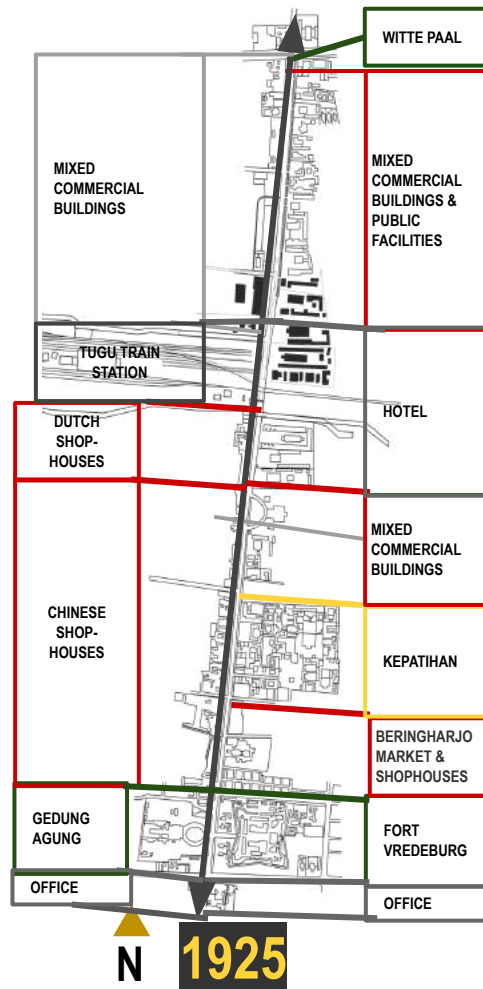 WITTE PAAL
MIXED
COMMERCIAL
BUILDINGS
MIXED
COMMERCIAL
BUILDINGS &
PUBLIC
FACILITIES
TUGU TRAIN
STATION
HOTEL
DUTCH
SHOP-
HOUSES
MIXED
COMMERCIAL
BUILDINGS
CHINESE
SHOP-
HOUSES
KEPATIHAN
BERINGHARJO
MARKET &
SHOPHOUSES
GEDUNG
AGUNG
FORT
VREDEBURG
OFFICE
OFFICE
N
1925